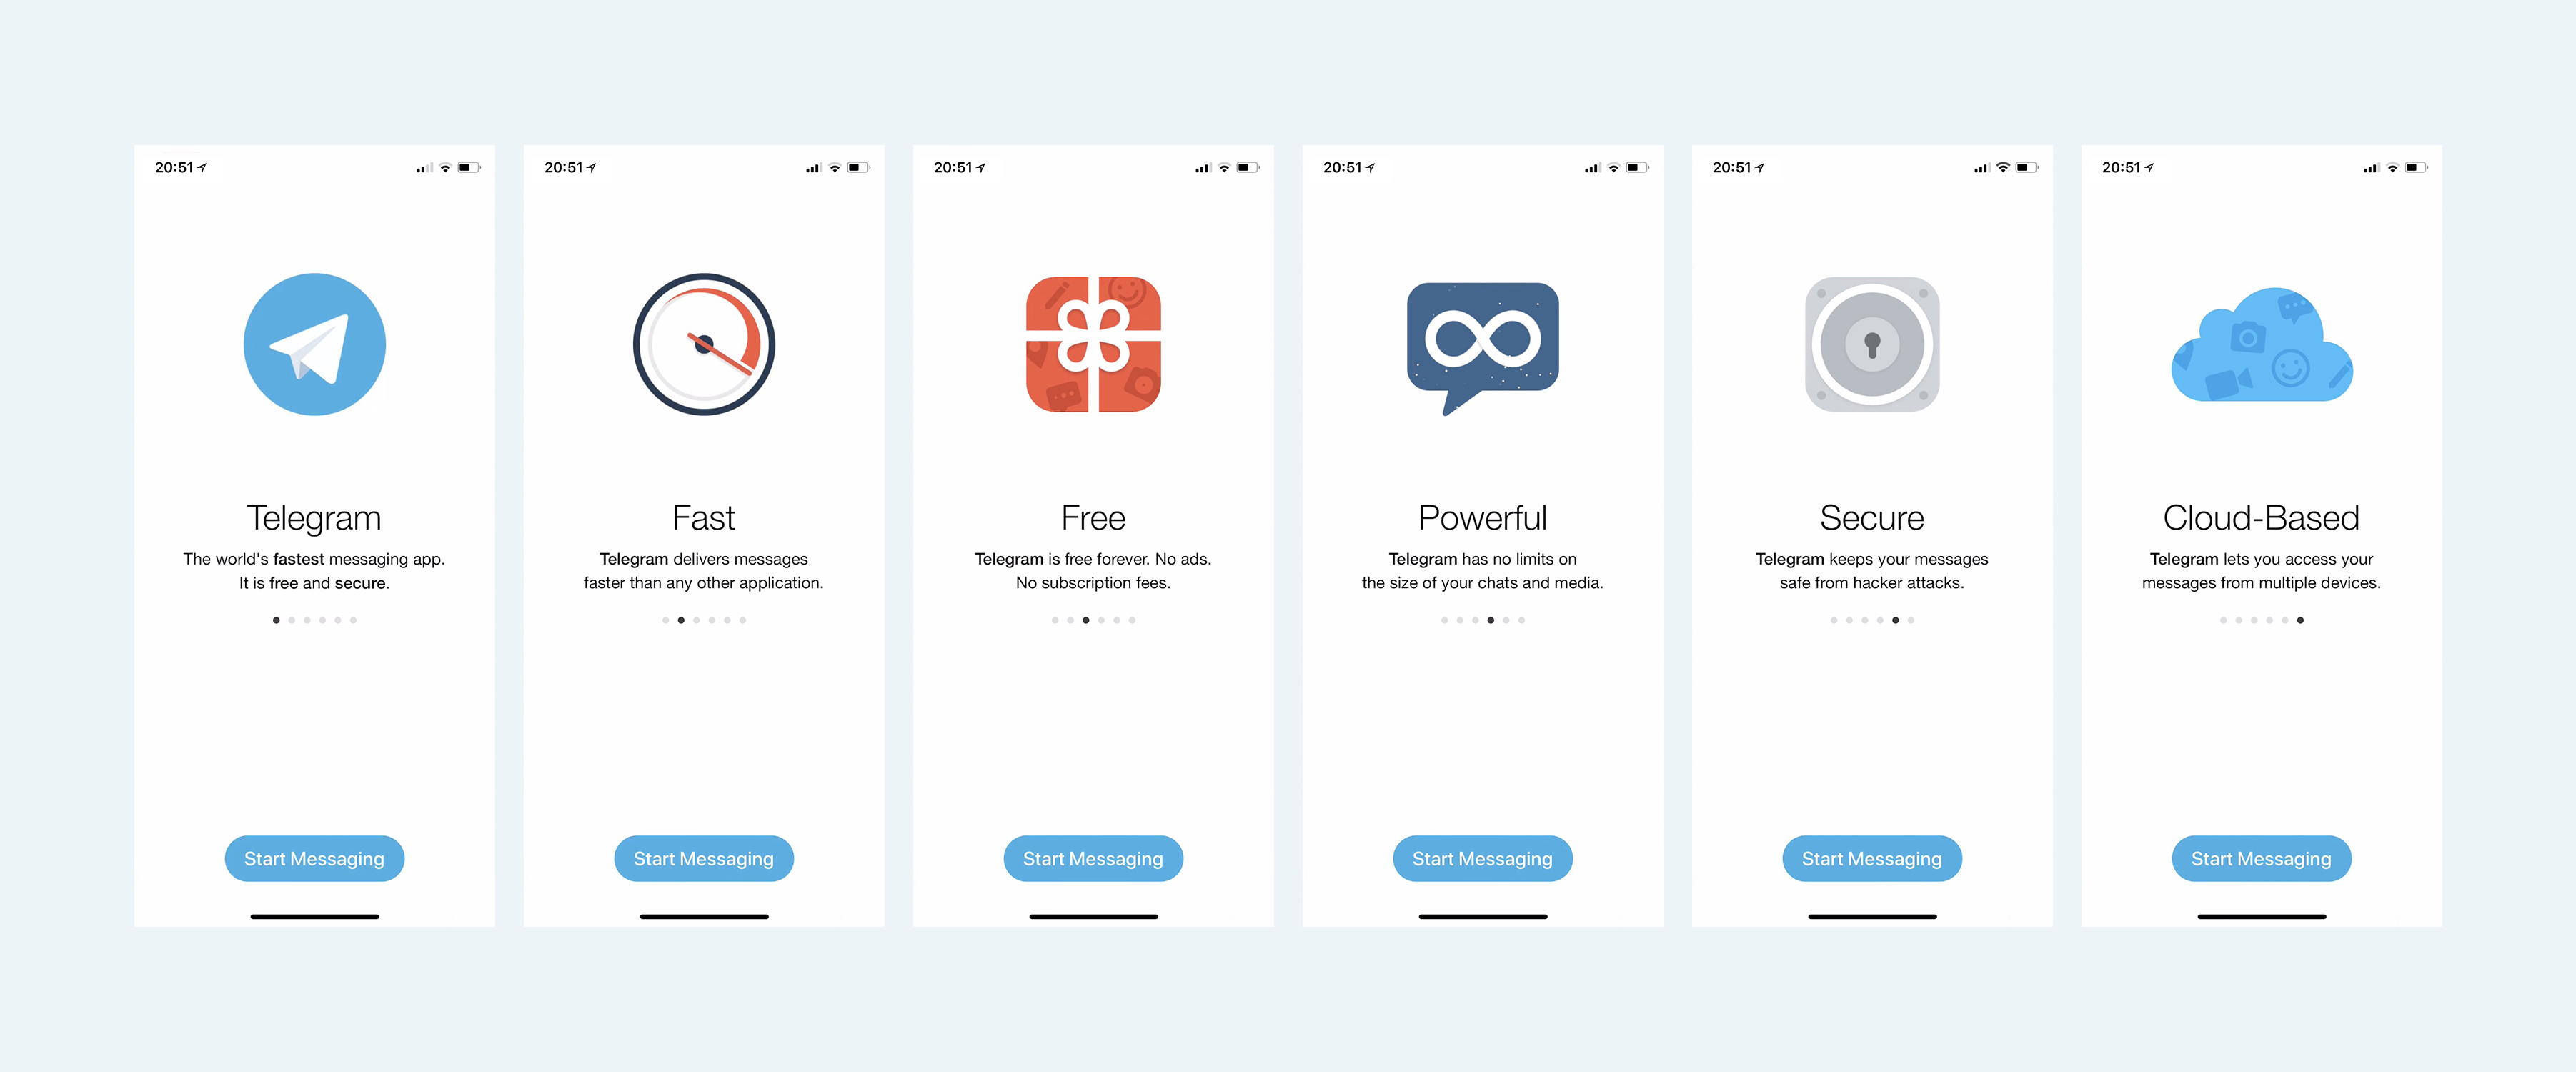 20:51
Telegram
The world's fastest messaging app.
It is free and secure.
Start Messaging
20:51
Fast
Telegram delivers messages
faster than any other application.
Start Messaging
20:51
Free
Telegram is free forever. No ads.
No subscription fees.
Start Messaging
20:51
Powerful
Telegram has no limits on
the size of your chats and media.
Start Messaging
20:51
Secure
Telegram keeps your messages
safe from hacker attacks.
Start Messaging
20:51
Cloud-Based
Telegram lets you access your
messages from multiple devices.
Start Messaging